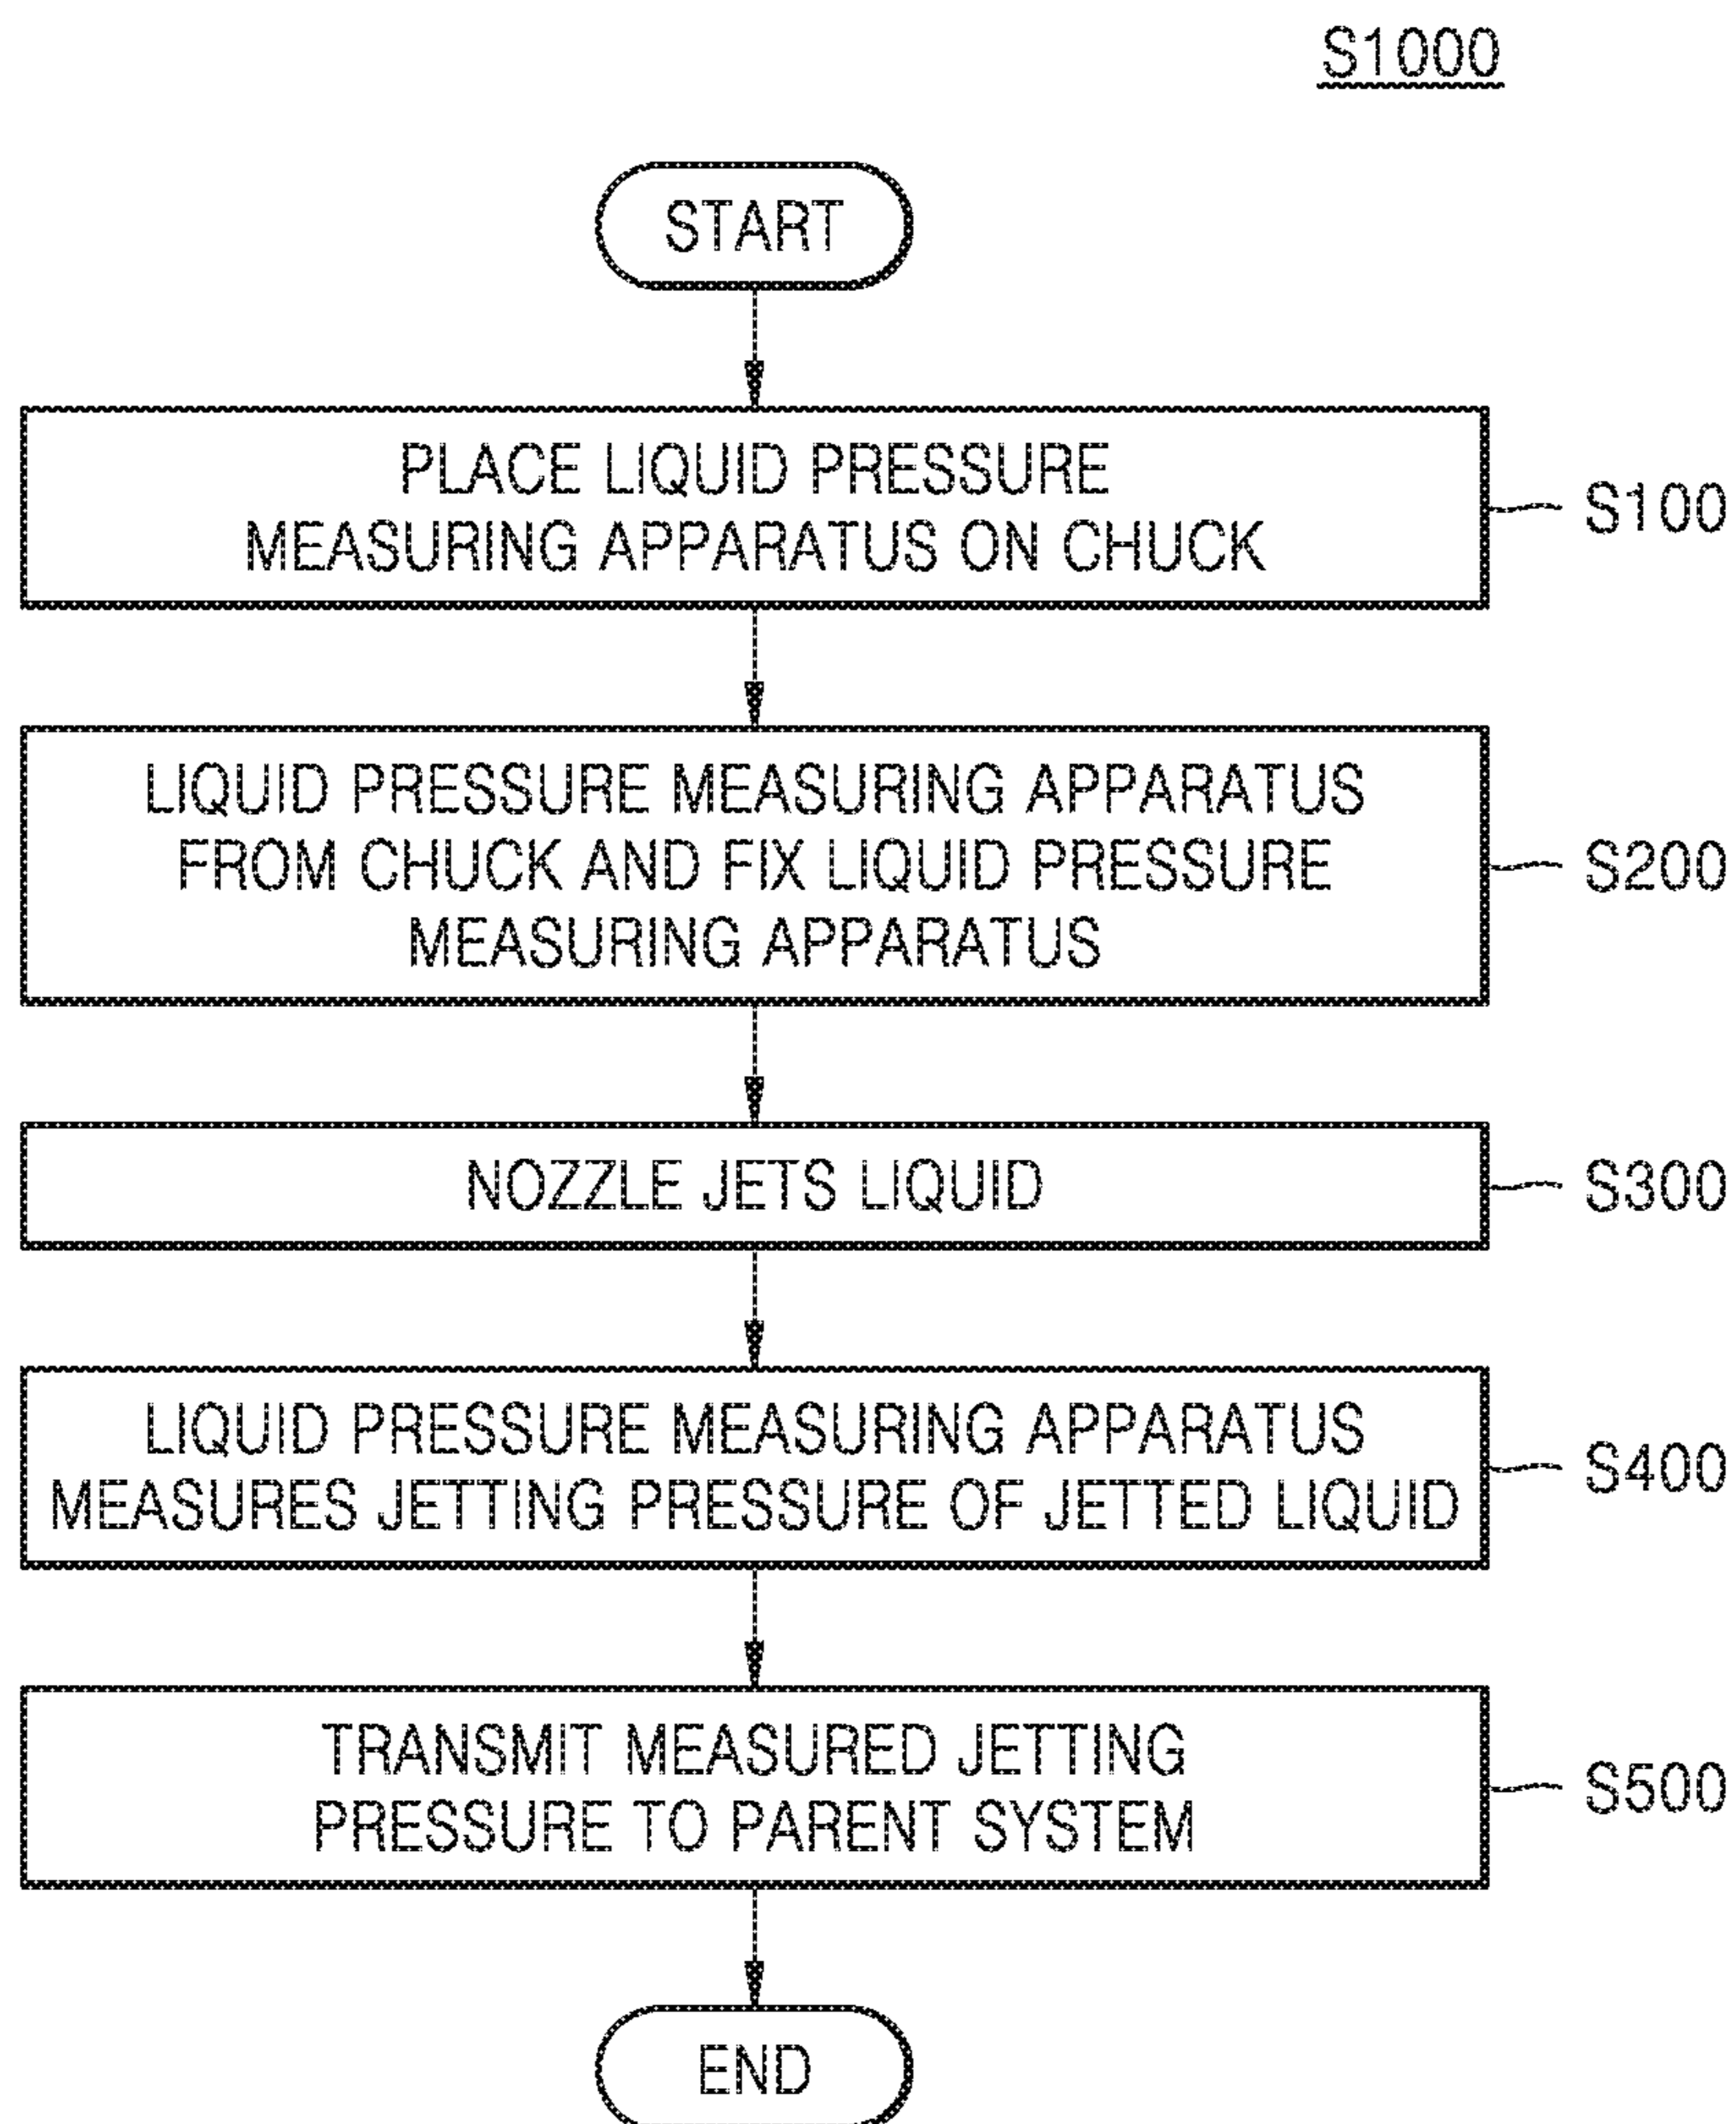 S1000
START
PLACE LIQUID PRESSURE
MEASURING APPARATUS ON CHUCK
S100
LIQUID PRESSURE MEASURING APPARATUS
FROM CHUCK AND FIX LIQUID PRESSURE
MEASURING APPARATUS
S200
NOZZLE JETS LIQUID
S300
LIQUID PRESSURE MEASURING APPARATUS
MEASURES JETTING PRESSURE OF JETTED LIQUID
S400
TRANSMIT MEASURED JETTING
PRESSURE TO PARENT SYSTEM
S500
END